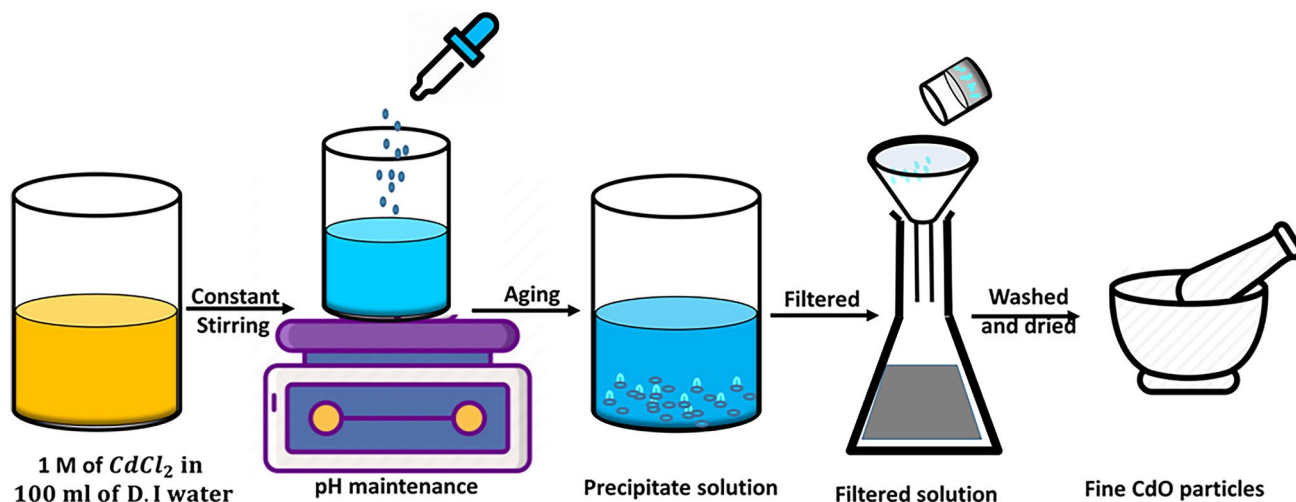 Constant
Stirring
Aging
Filtered
Washed
and dried
1 M of CdCl₂ in
100 ml of D.I water
pH maintenance
Precipitate solution
Filtered solution
Fine CdO particles